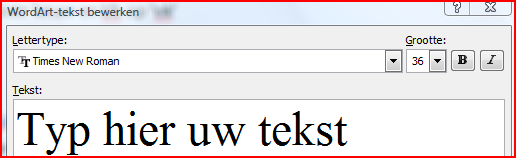 WordArt-tekst bewerken
Lettertype: Grootte:
Times New Roman 36 B I
Tekst:
Typ hier uw tekst